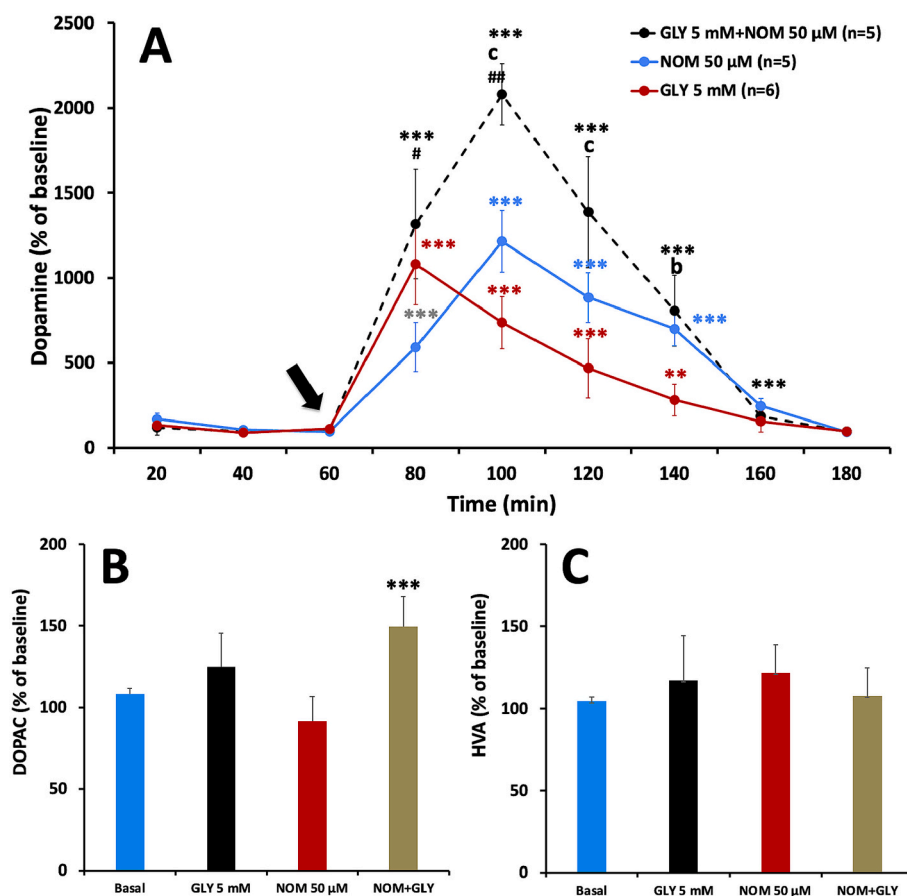 A
Dopamine (% of baseline)
2500
2000
1500
1000
500
0
20 40 60 80 100 120 140 160 180
Time (min)
GLY 5 mM+NOM 50 µM (n=5)
NOM 50 µM (n=5)
GLY 5 mM (n=6)
***
#
***
c
##
***
c
***
b
***
***
***
***
***
***
***
***
**
B
DOPAC (% of baseline)
200
150
100
50
0
***
Basal GLY 5 mM NOM 50 µM NOM+GLY
C
HVA (% of baseline)
200
150
100
50
0
Basal GLY 5 mM NOM 50 µM NOM+GLY